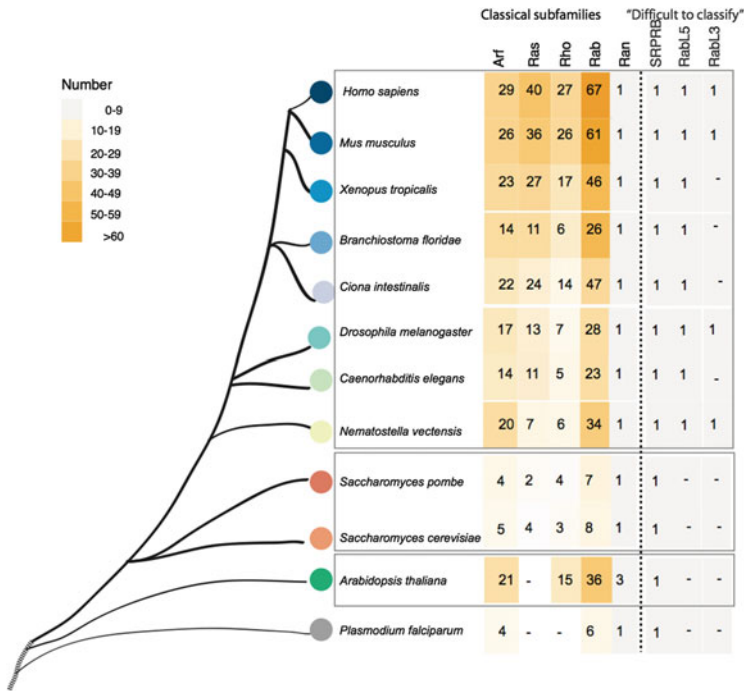 Classical subfamilies "Difficult to classify"
Arf Ras Rho Rab Ran SRPRB RabL5 RabL3
Number
0-9
10-19
20-29
30-39
40-49
50-59
>60
Homo sapiens 29 40 27 67 1 1 1 1
Mus musculus 26 36 26 61 1 1 1 1
Xenopus tropicalis 23 27 17 46 1 1 1 -
Branchiostoma floridae 14 11 6 26 1 1 1 -
Ciona intestinalis 22 24 14 47 1 1 1 -
Drosophila melanogaster 17 13 7 28 1 1 1 1
Caenorhabditis elegans 14 11 5 23 1 1 1 -
Nematostella vectensis 20 7 6 34 1 1 1 1
Saccharomyces pombe 4 2 4 7 1 1 - -
Saccharomyces cerevisiae 5 4 3 8 1 1 - -
Arabidopsis thaliana 21 - 15 36 3 1 - -
Plasmodium falciparum 4 - - 6 1 1 - -